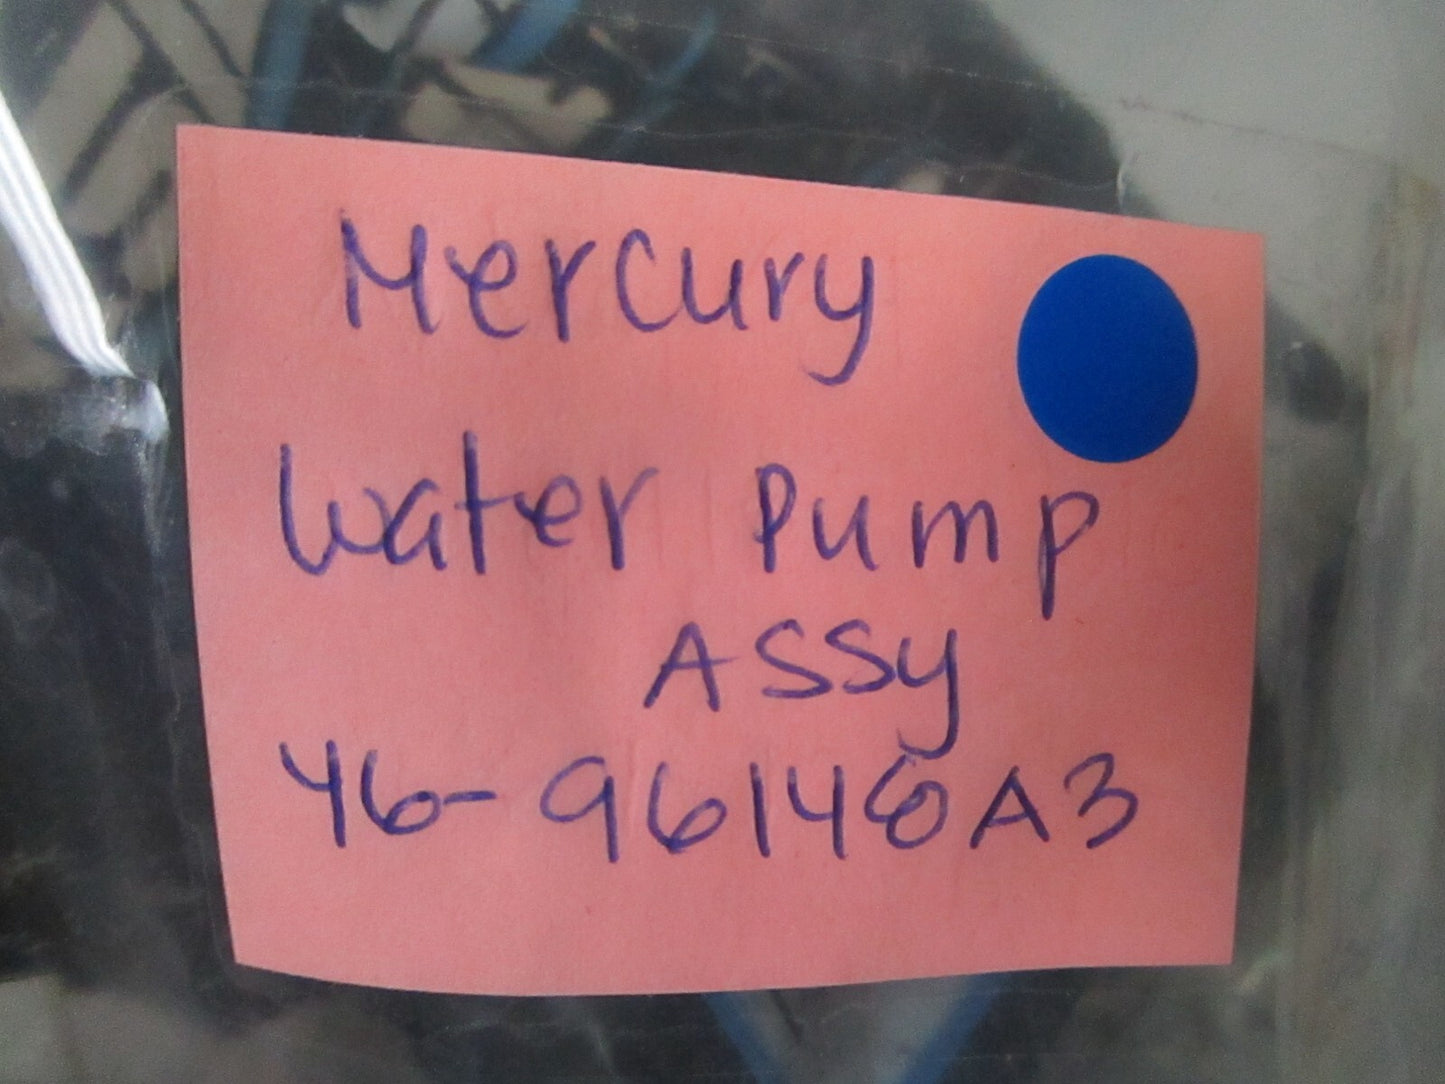 Mercury
Water Pump
ASSY
46-96148A3